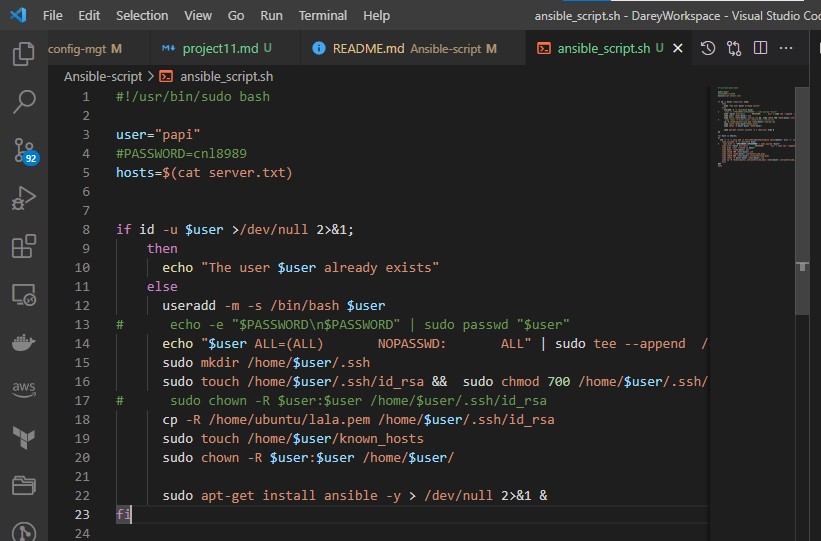 File Edit Selection View Go Run Terminal Help ansible_script.sh - DareyWorkspace - Visual Studio Cod
config-mgt M project11.md U README.md Ansible-script M ansible_script.sh U
Ansible-script > ansible_script.sh
1 #!/usr/bin/sudo bash
2
3 user="papi"
4 #PASSWORD=cnl8989
5 hosts=$(cat server.txt)
6
7
8 if id -u $user >/dev/null 2>&1;
9 then
10 echo "The user $user already exists"
11 else
12 useradd -m -s /bin/bash $user
13 # echo -e "$PASSWORD\n$PASSWORD" | sudo passwd "$user"
14 echo "$user ALL=(ALL) NOPASSWD: ALL" | sudo tee --append /
15 sudo mkdir /home/$user/.ssh
16 sudo touch /home/$user/.ssh/id_rsa && sudo chmod 700 /home/$user/.ssh/
17 # sudo chown -R $user:$user /home/$user/.ssh/id_rsa
18 cp -R /home/ubuntu/lala.pem /home/$user/.ssh/id_rsa
19 sudo touch /home/$user/known_hosts
20 sudo chown -R $user:$user /home/$user/
21
22 sudo apt-get install ansible -y > /dev/null 2>&1 &
23 fi
24
92
aws